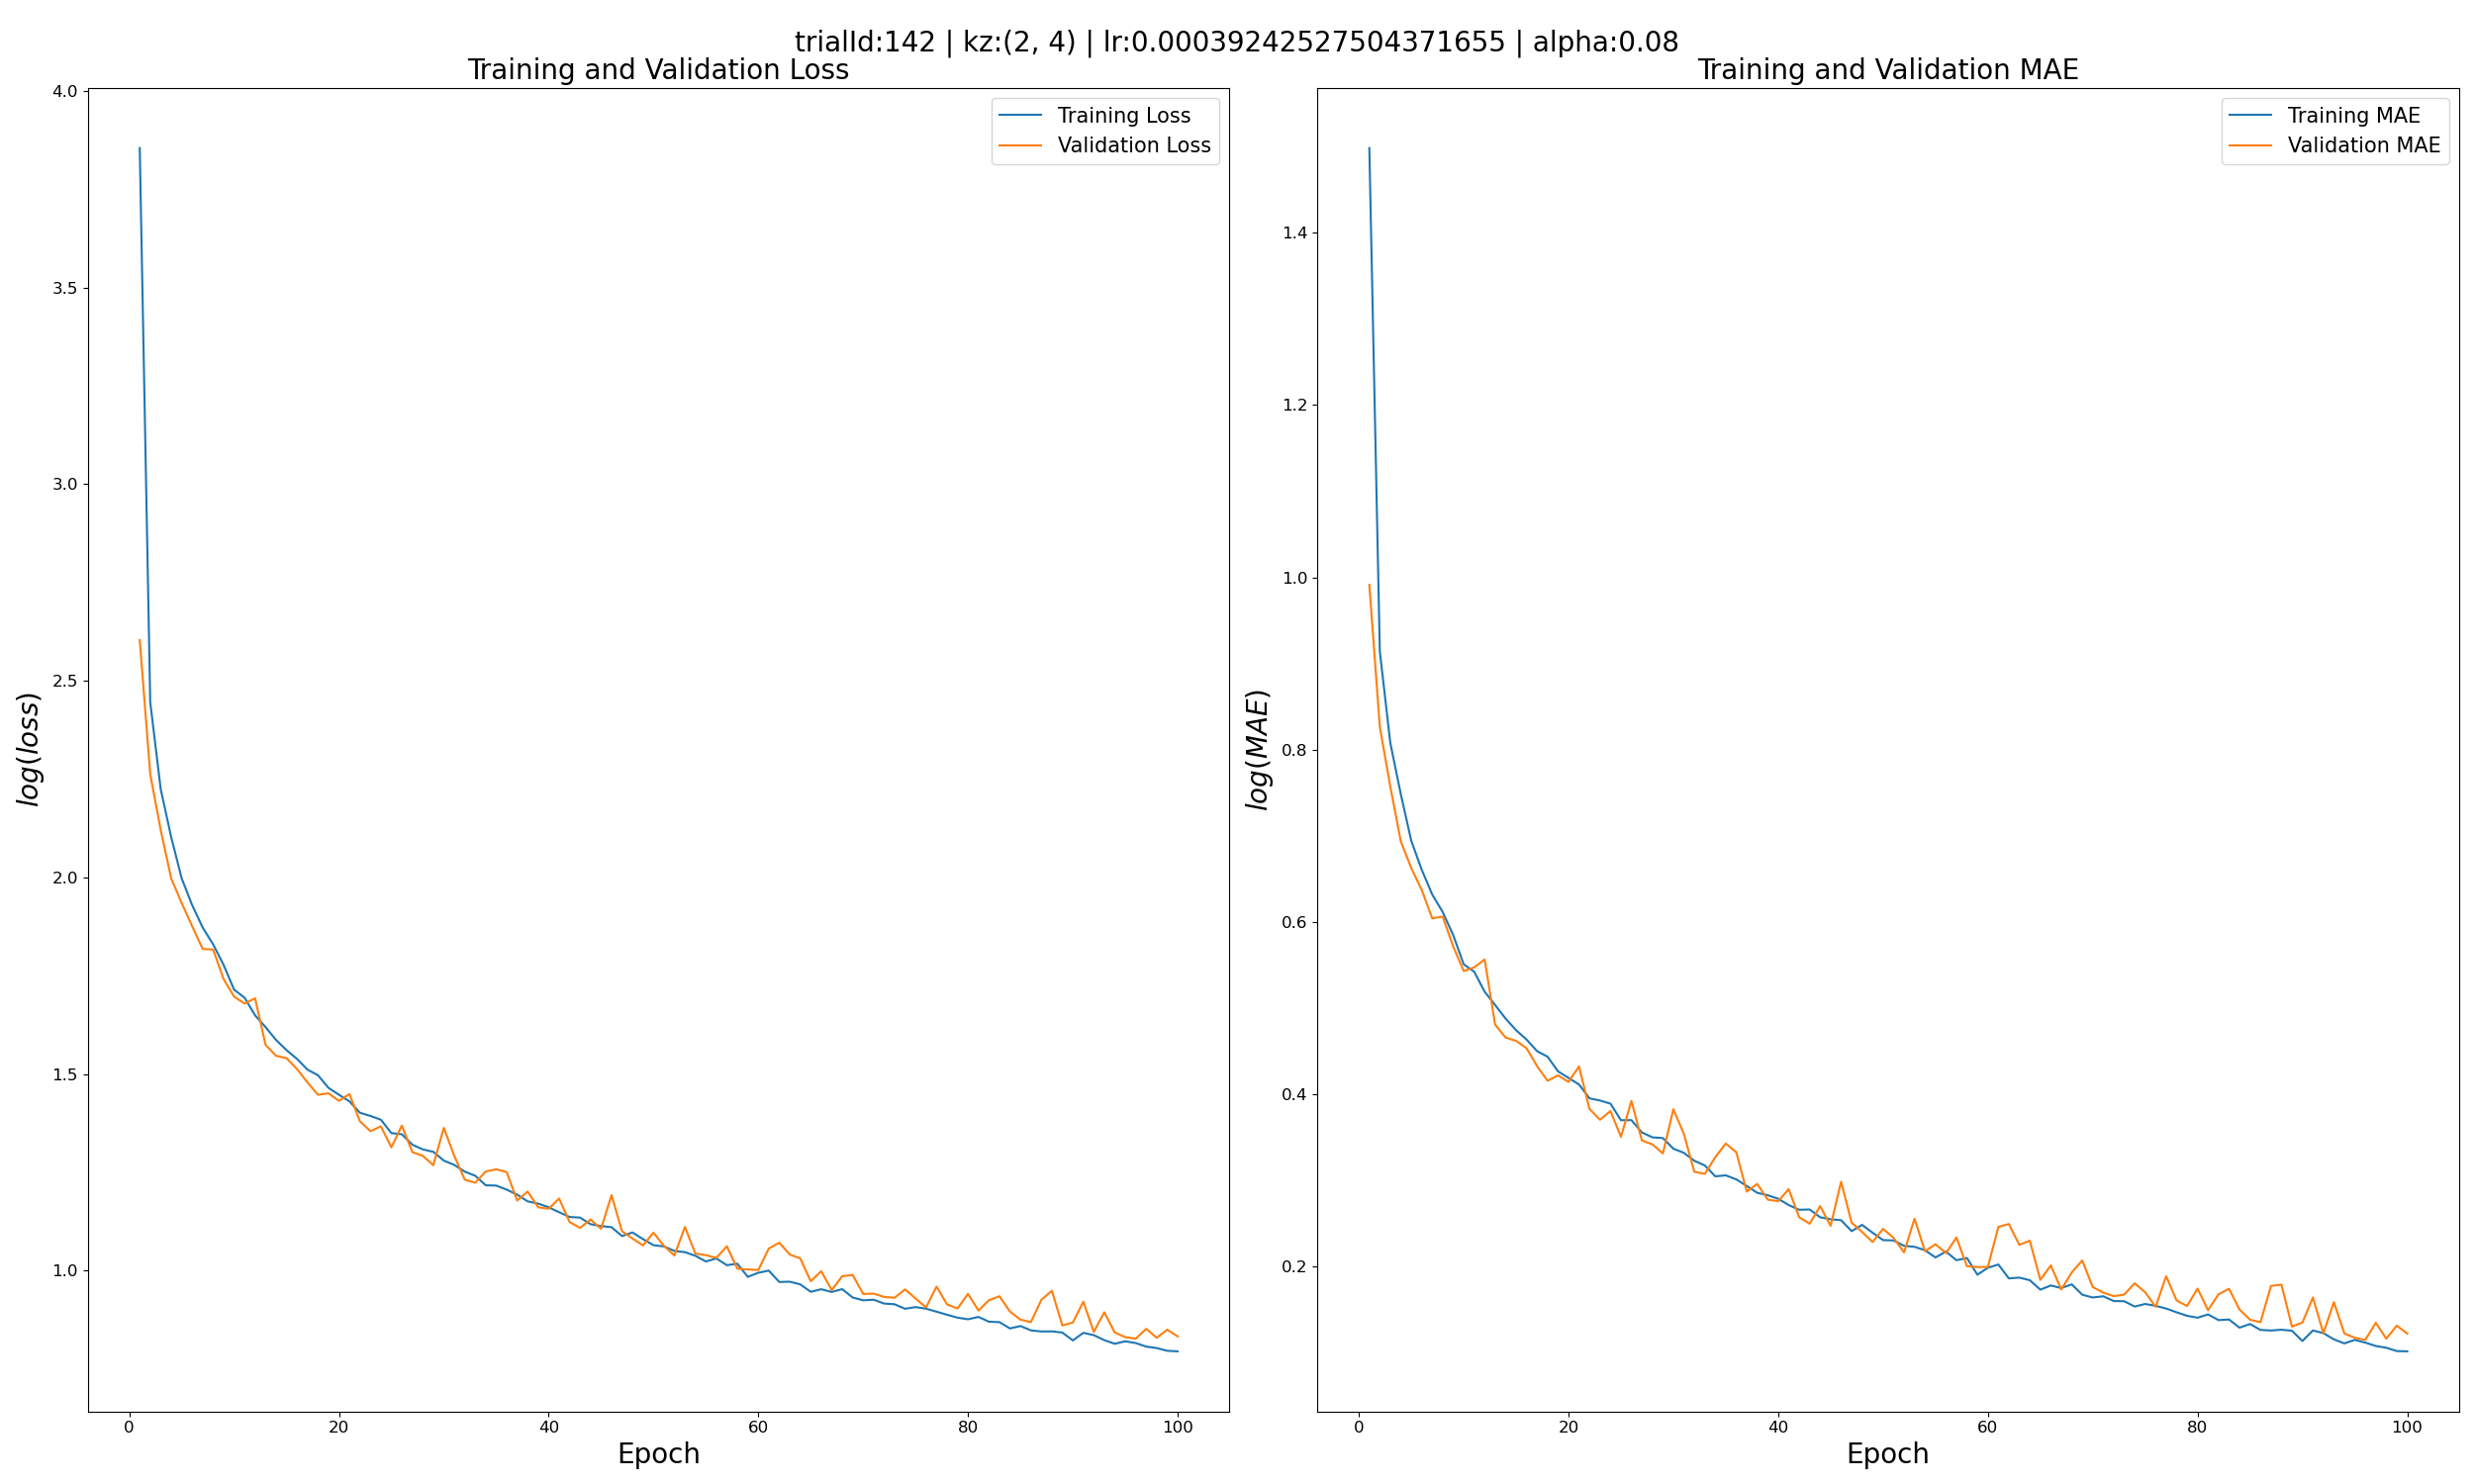 trialId:142 | kz:(2, 4) | lr:0.00039242527504371655 | alpha:0.08
Training and Validation Loss
4.0
3.5
3.0
2.5
2.0
1.5
1.0
log(loss)
Training Loss
Validation Loss
0
20
40
60
80
100
Epoch
Training and Validation MAE
1.4
1.2
1.0
0.8
0.6
0.4
0.2
log(MAE)
Training MAE
Validation MAE
0
20
40
60
80
100
Epoch